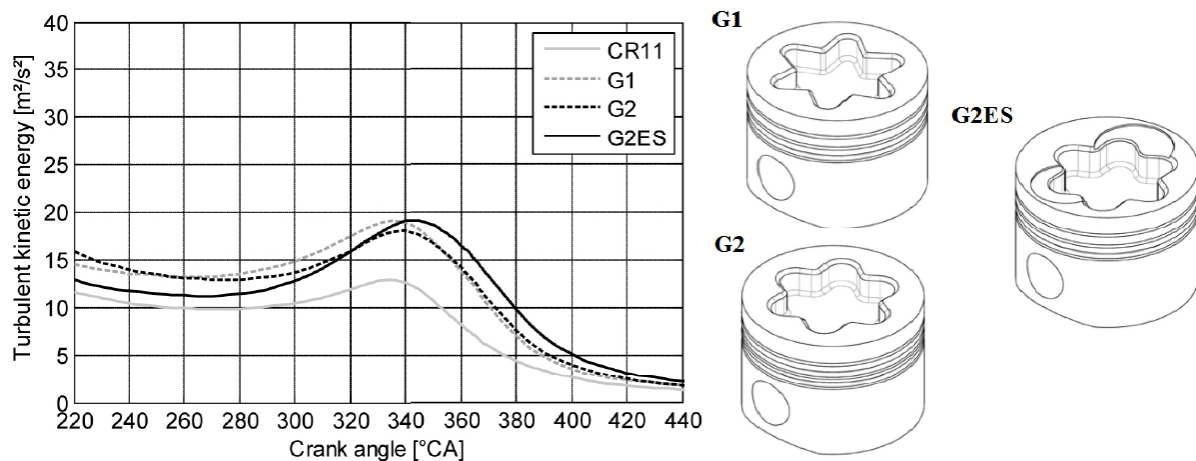 Turbulent kinetic energy [m²/s²]
40
35
30
25
20
15
10
5
0
220 240 260 280 300 320 340 360 380 400 420 440
Crank angle [°CA]
CR11
G1
G2
G2ES
G1
G2ES
G2